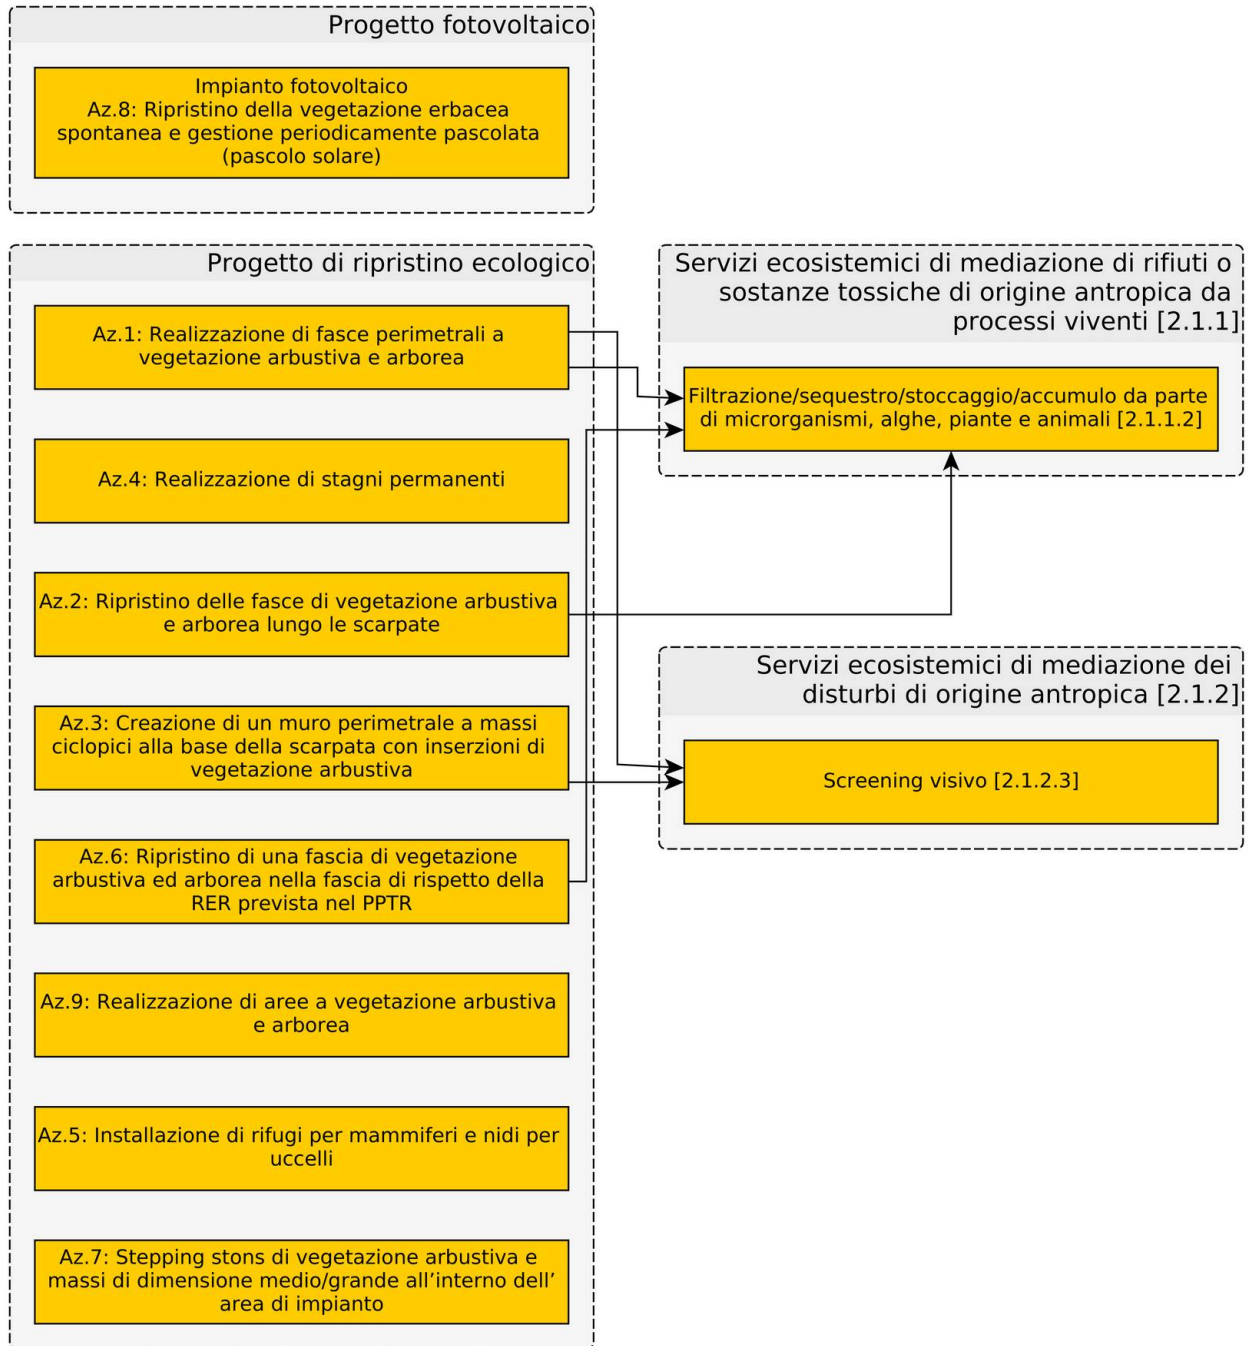 Progetto fotovoltaico
Impianto fotovoltaico
Az.8: Ripristino della vegetazione erbacea
spontanea e gestione periodicamente pascolata
(pascolo solare)
Progetto di ripristino ecologico
Az.1: Realizzazione di fasce perimetrali a
vegetazione arbustiva e arborea
Az.4: Realizzazione di stagni permanenti
Az.2: Ripristino delle fasce di vegetazione arbustiva
e arborea lungo le scarpate
Az.3: Creazione di un muro perimetrale a massi
ciclopici alla base della scarpata con inserzioni di
vegetazione arbustiva
Az.6: Ripristino di una fascia di vegetazione
arbustiva ed arborea nella fascia di rispetto della
RER prevista nel PPTR
Az.9: Realizzazione di aree a vegetazione arbustiva
e arborea
Az.5: Installazione di rifugi per mammiferi e nidi per
uccelli
Az.7: Stepping stons di vegetazione arbustiva e
massi di dimensione medio/grande all’interno dell’
area di impianto
Servizi ecosistemici di mediazione di rifiuti o
sostanze tossiche di origine antropica da
processi viventi [2.1.1]
Filtrazione/sequestro/stoccaggio/accumulo da parte
di microrganismi, alghe, piante e animali [2.1.1.2]
Servizi ecosistemici di mediazione dei
disturbi di origine antropica [2.1.2]
Screening visivo [2.1.2.3]